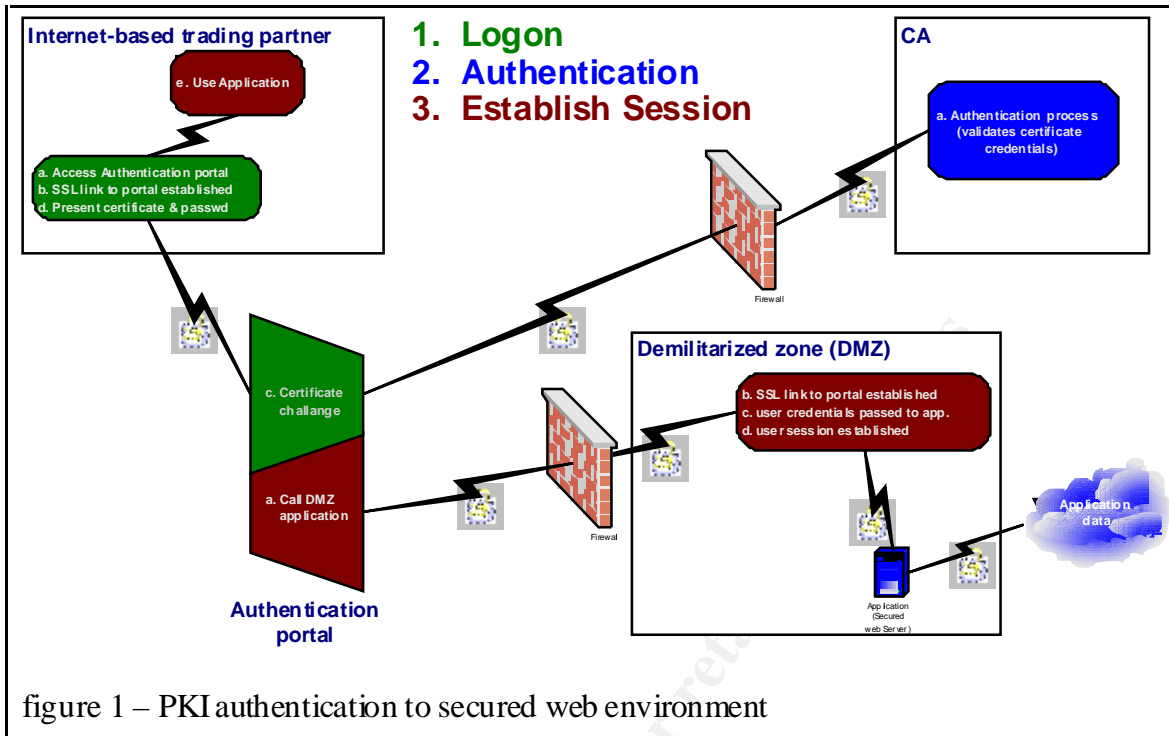 Internet-based trading partner
e. Use Application
a. Access Authentication portal
b. SSL link to portal established
d. Present certificate & passwd
1. Logon
2. Authentication
3. Establish Session
CA
a. Authentication process
(validates certificate
credentials)
Firewall
c. Certificate
challange
a. Call DMZ
application
Authentication
portal
Firewal
Demilitarized zone (DMZ)
b. SSL link to portal established
c. user credentials passed to app.
d. user session established
Application
(Secured
web Server)
Application
data
figure 1 – PKI authentication to secured web environment